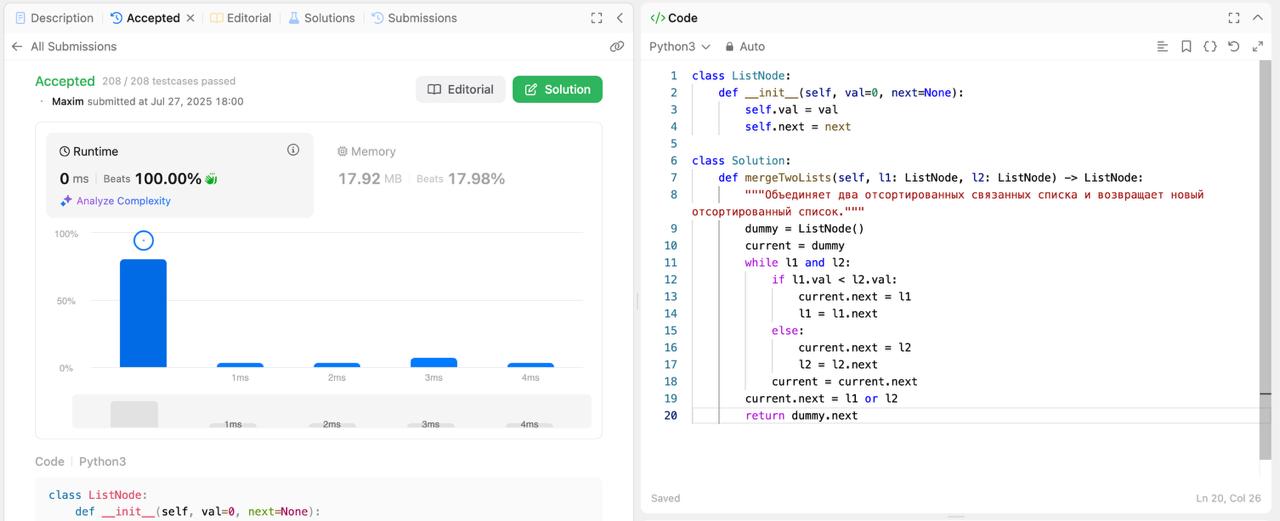 Description
Accepted
Editorial
Solutions
Submissions
All Submissions
Accepted 208 / 208 testcases passed
Maxim submitted at Jul 27, 2025 18:00
Editorial
Solution
Runtime
0 ms | Beats 100.00%
Analyze Complexity
Memory
17.92 MB | Beats 17.98%
100%
50%
0%
1ms 2ms 3ms 4ms
1ms 2ms 3ms 4ms
Code | Python3
class ListNode:
    def __init__(self, val=0, next=None):
</> Code
Python3
Auto
1 class ListNode:
2     def __init__(self, val=0, next=None):
3         self.val = val
4         self.next = next
5
6 class Solution:
7     def mergeTwoLists(self, l1: ListNode, l2: ListNode) -> ListNode:
8         """Объединяет два отсортированных связанных списка и возвращает новый
отсортированный список."""
9         dummy = ListNode()
10         current = dummy
11         while l1 and l2:
12             if l1.val < l2.val:
13                 current.next = l1
14                 l1 = l1.next
15             else:
16                 current.next = l2
17                 l2 = l2.next
18             current = current.next
19         current.next = l1 or l2
20         return dummy.next
Saved
Ln 20, Col 26